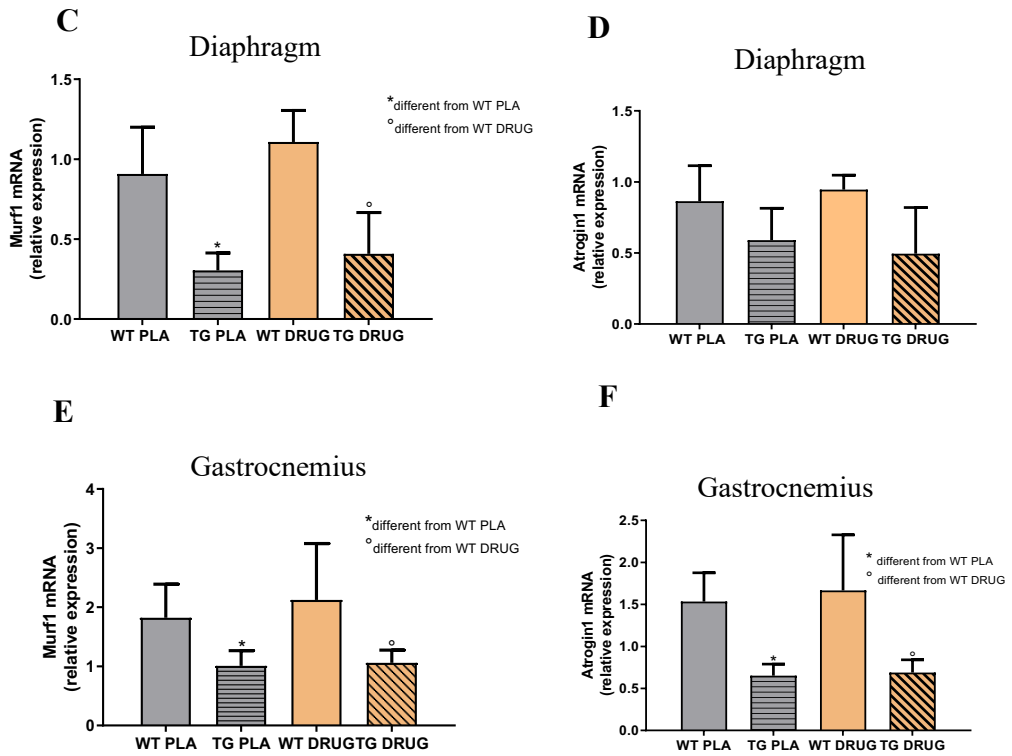 C
Diaphragm
Murf1 mRNA
(relative expression)
1.5
1.0
0.5
0.0
*different from WT PLA
°different from WT DRUG
*
°
WT PLA TG PLA WT DRUG TG DRUG
D
Diaphragm
Atrogin1 mRNA
(relative expression)
1.5
1.0
0.5
0.0
WT PLA TG PLA WT DRUG TG DRUG
E
Gastrocnemius
Murf1 mRNA
(relative expression)
4
3
2
1
0
*different from WT PLA
°different from WT DRUG
*
°
WT PLA TG PLA WT DRUG TG DRUG
F
Gastrocnemius
Atrogin1 mRNA
(relative expression)
2.5
2.0
1.5
1.0
0.5
0.0
* different from WT PLA
° different from WT DRUG
*
°
WT PLA TG PLA WT DRUG TG DRUG